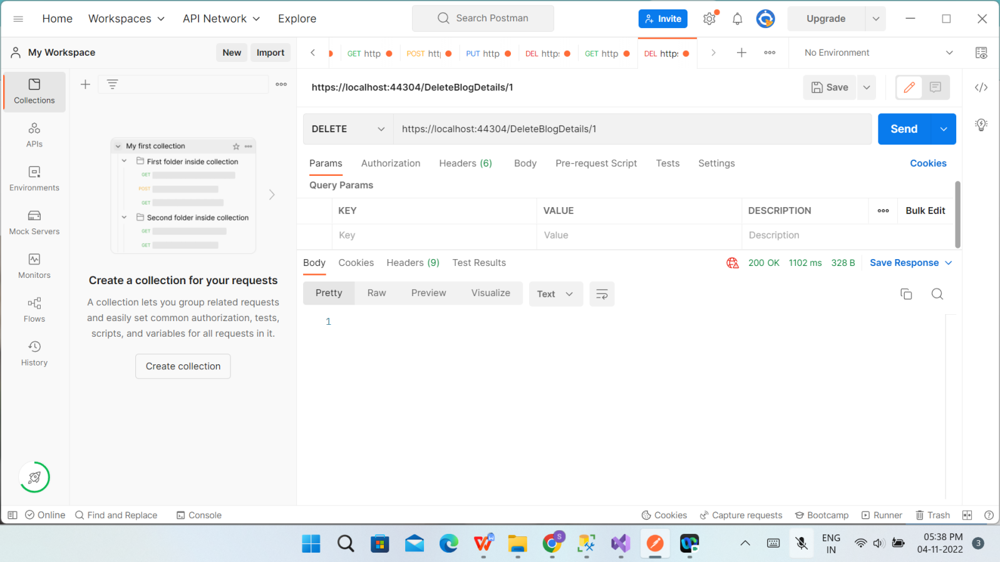 Home Workspaces API Network Explore Search Postman Invite Upgrade
My Workspace New Import GET http POST htt PUT http DEL http: GET http DEL http: No Environment
https://localhost:44304/DeleteBlogDetails/1 Save
Collections
DELETE https://localhost:44304/DeleteBlogDetails/1 Send
APIs
Params Authorization Headers (6) Body Pre-request Script Tests Settings Cookies
Query Params
Environments
KEY VALUE DESCRIPTION Bulk Edit
Key Value Description
Mock Servers
My first collection
First folder inside collection
GET
POST
GET
Second folder inside collection
GET
GET
Body Cookies Headers (9) Test Results 200 OK 1102 ms 328 B Save Response
Monitors
Create a collection for your requests
Pretty Raw Preview Visualize Text
A collection lets you group related requests
and easily set common authorization, tests,
scripts, and variables for all requests in it.
1
Flows
History
Create collection
Online Find and Replace Console Cookies Capture requests Bootcamp Runner Trash
S
W
ENG
IN
05:38 PM
04-11-2022
3